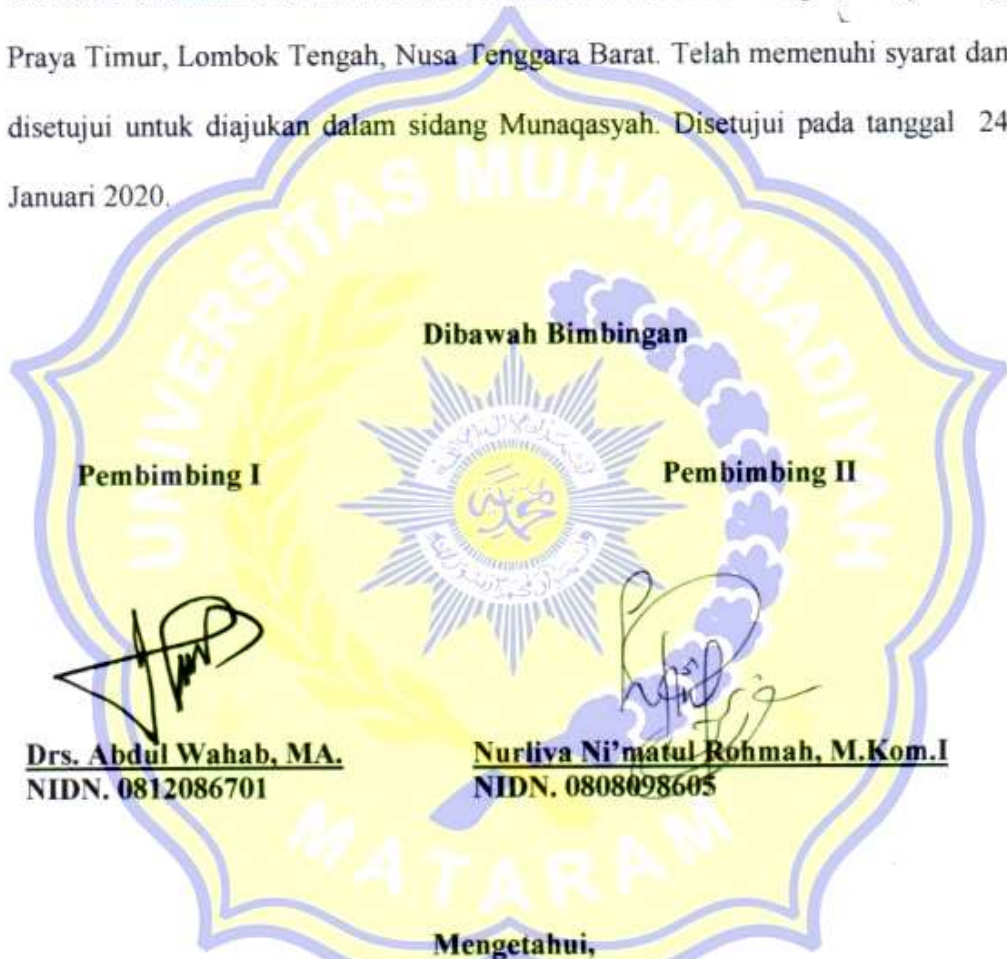 Praya Timur, Lombok Tengah, Nusa Tenggara Barat. Telah memenuhi syarat dan
disetujui untuk diajukan dalam sidang Munaqasyah. Disetujui pada tanggal 24
Januari 2020.
UNIVERSITAS MUHAMMADIYAH
Dibawah Bimbingan
Pembimbing I Pembimbing II
محمدية
Drs. Abdul Wahab, MA. Nurliva Ni’matul Rohmah, M.Kom.I
NIDN. 0812086701 NIDN. 0808098605
MATARAM
Mengetahui,